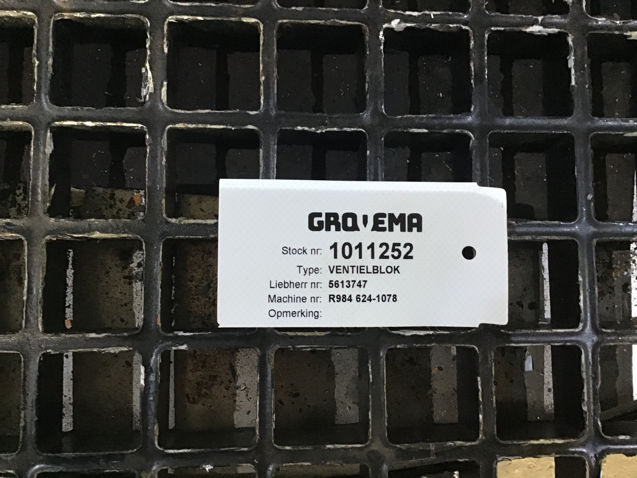 GROVEMA
Stock nr: 1011252
Type: VENTIELBLOK
Liebherr nr: 5613747
Machine nr: R984 624-1078
Opmerking: